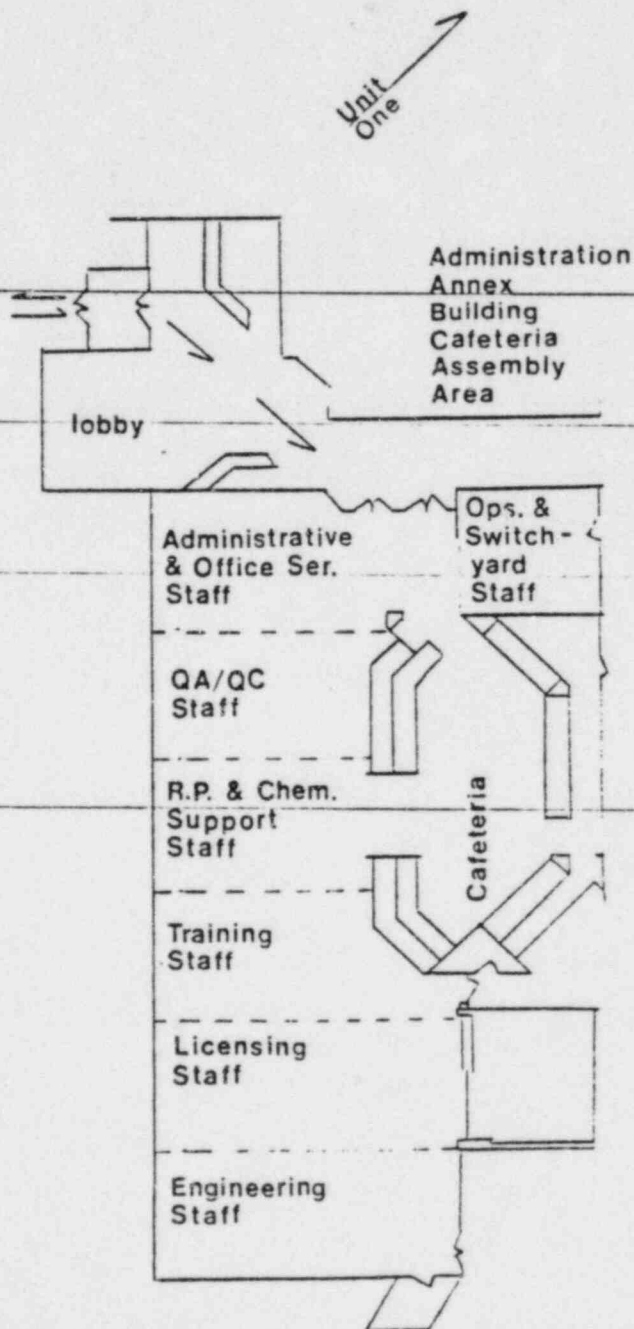 Unit
One
Administration
Annex
Building
Cafeteria
Assembly
Area
lobby
Administrative
& Office Ser.
Staff
Ops. &
Switch-
yard
Staff
QA/QC
Staff
R.P. & Chem.
Support
Staff
Cafeteria
Training
Staff
Licensing
Staff
Engineering
Staff